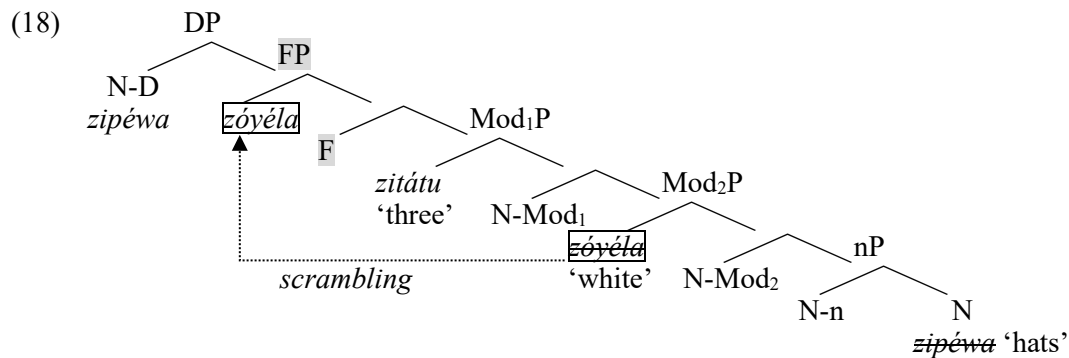 (18)
DP
N-D
zipéwa
FP
zóyéla
F
Mod₁P
zitátu
'three'
N-Mod₁
Mod₂P
zóyéla
'white'
N-Mod₂
nP
N-n
N
zipéwa 'hats'
scrambling